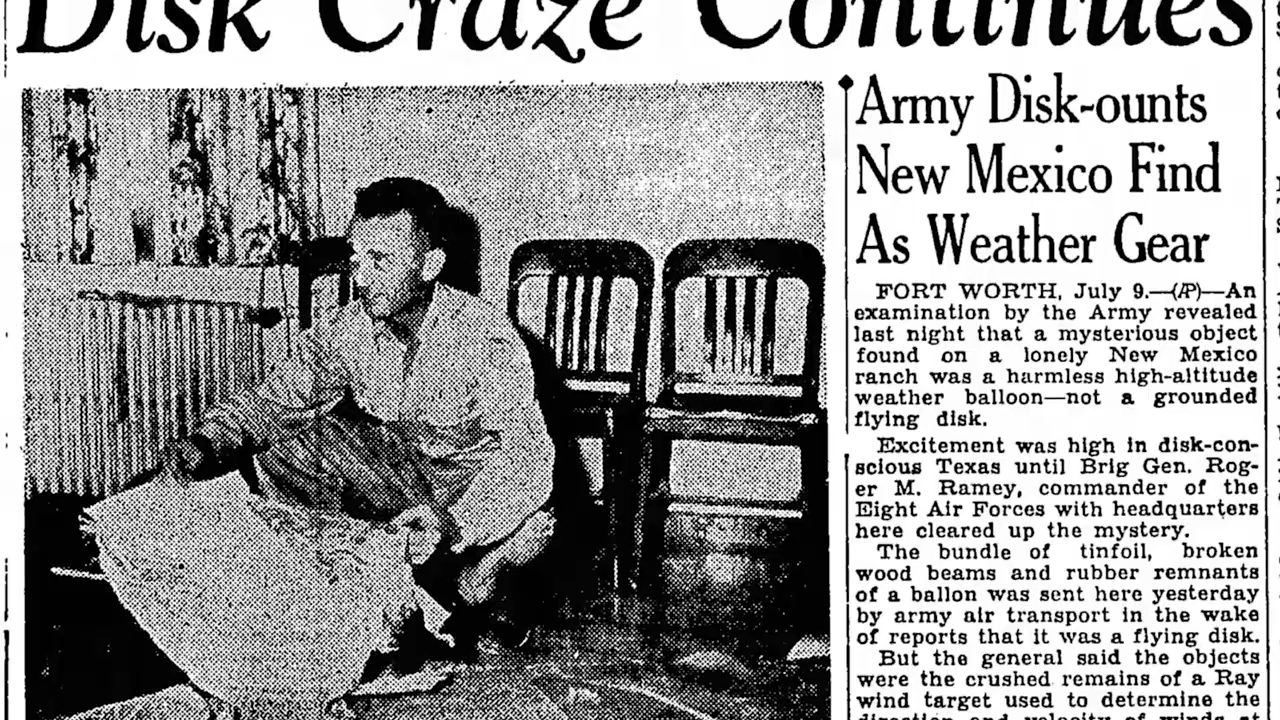 Disk Craze Continues
Army Disk-ounts
New Mexico Find
As Weather Gear
FORT WORTH, July 9.—(AP)—An
examination by the Army revealed
last night that a mysterious object
found on a lonely New Mexico
ranch was a harmless high-altitude
weather balloon—not a grounded
flying disk.
Excitement was high in disk-con-
scious Texas until Brig Gen. Rog-
er M. Ramey, commander of the
Eight Air Forces with headquarters
here cleared up the mystery.
The bundle of tinfoil, broken
wood beams and rubber remnants
of a ballon was sent here yesterday
by army air transport in the wake
of reports that it was a flying disk.
But the general said the objects
were the crushed remains of a Ray
wind target used to determine the
direction and velocity of winds at